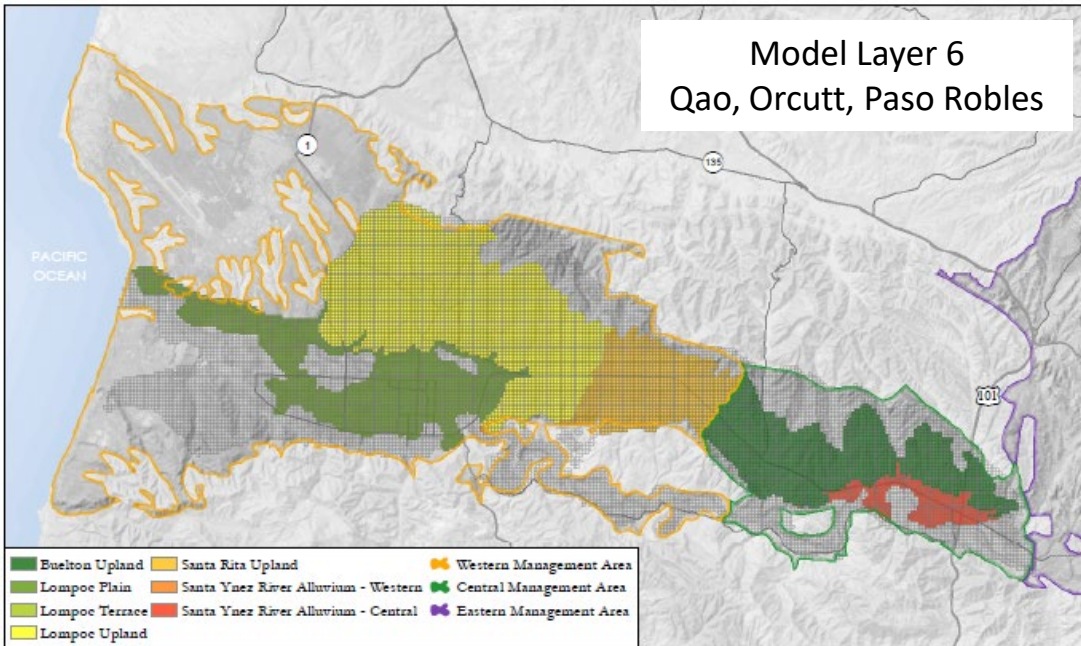 Model Layer 6
Qao, Orcutt, Paso Robles
1
135
PACIFIC
OCEAN
101
Buelton Upland
Santa Rita Upland
Western Management Area
Lompoc Plain
Santa Ynez River Alluvium - Western
Central Management Area
Lompoc Terrace
Santa Ynez River Alluvium - Central
Eastern Management Area
Lompoc Upland